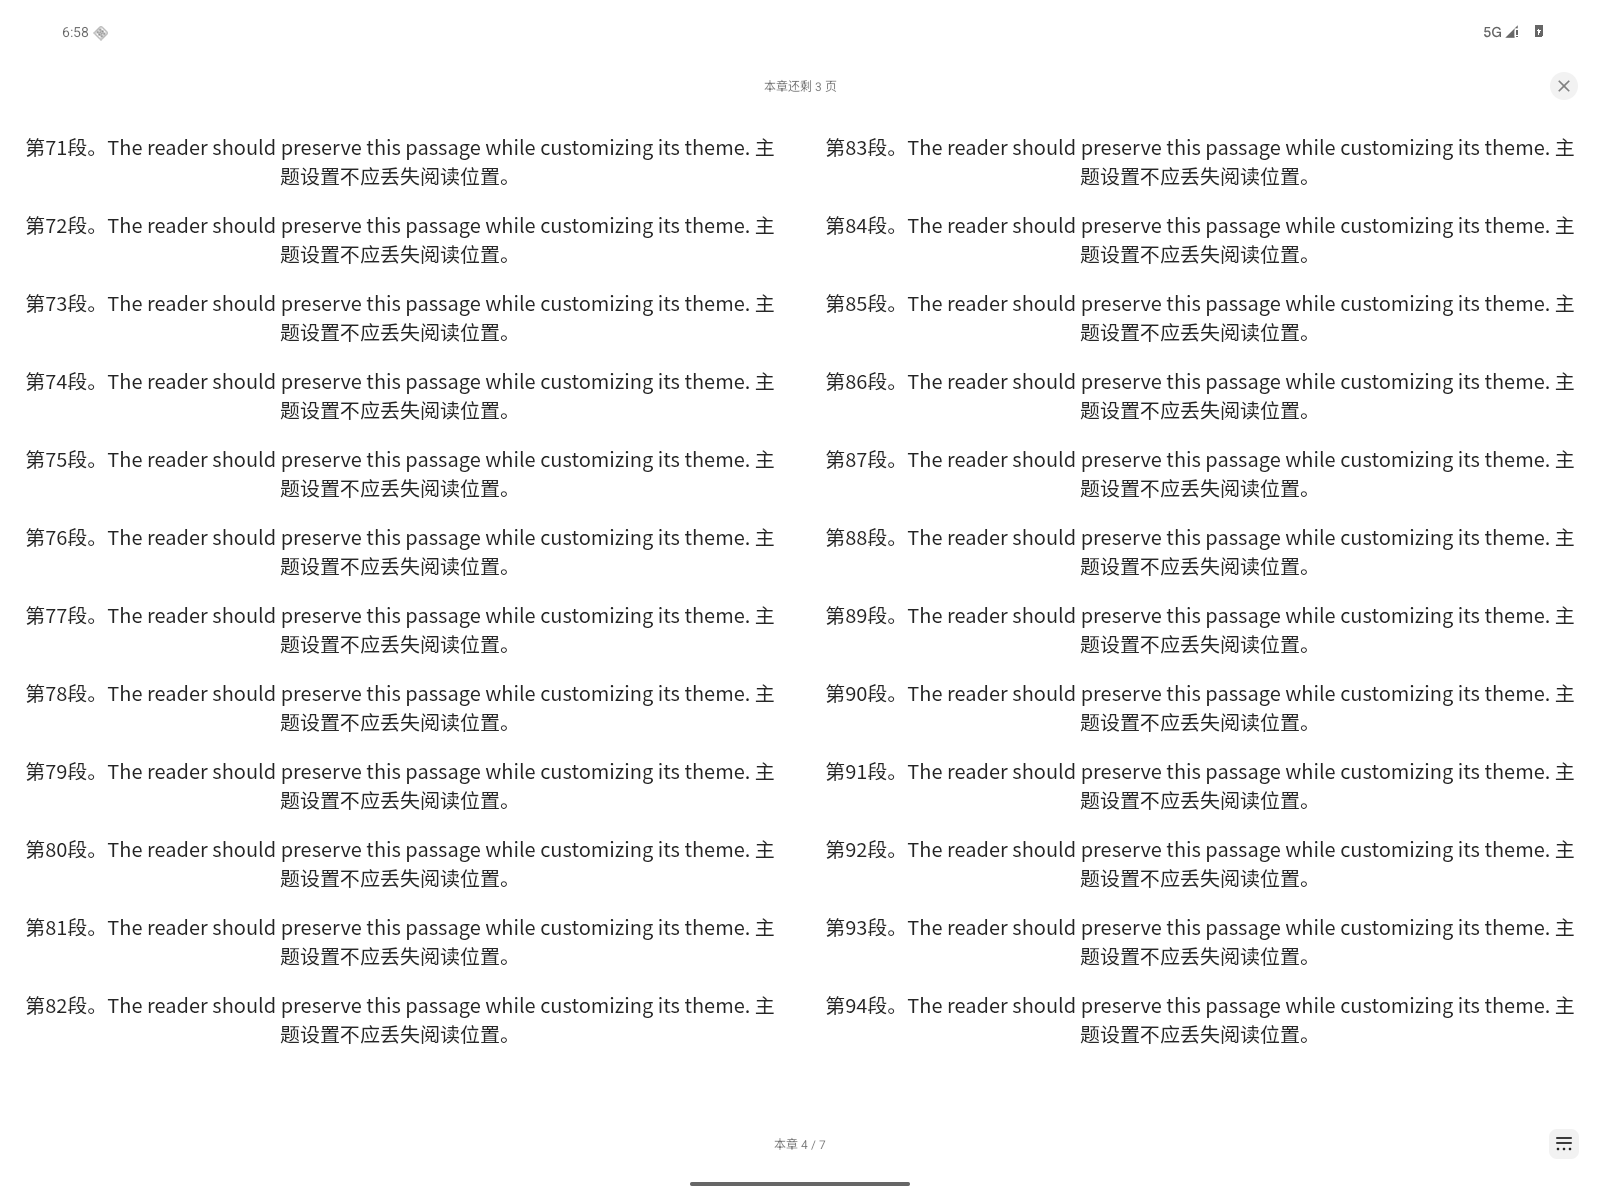 6:58
5G
本章还剩 3 页
第71段。The reader should preserve this passage while customizing its theme. 主
题设置不应丢失阅读位置。
第72段。The reader should preserve this passage while customizing its theme. 主
题设置不应丢失阅读位置。
第73段。The reader should preserve this passage while customizing its theme. 主
题设置不应丢失阅读位置。
第74段。The reader should preserve this passage while customizing its theme. 主
题设置不应丢失阅读位置。
第75段。The reader should preserve this passage while customizing its theme. 主
题设置不应丢失阅读位置。
第76段。The reader should preserve this passage while customizing its theme. 主
题设置不应丢失阅读位置。
第77段。The reader should preserve this passage while customizing its theme. 主
题设置不应丢失阅读位置。
第78段。The reader should preserve this passage while customizing its theme. 主
题设置不应丢失阅读位置。
第79段。The reader should preserve this passage while customizing its theme. 主
题设置不应丢失阅读位置。
第80段。The reader should preserve this passage while customizing its theme. 主
题设置不应丢失阅读位置。
第81段。The reader should preserve this passage while customizing its theme. 主
题设置不应丢失阅读位置。
第82段。The reader should preserve this passage while customizing its theme. 主
题设置不应丢失阅读位置。
第83段。The reader should preserve this passage while customizing its theme. 主
题设置不应丢失阅读位置。
第84段。The reader should preserve this passage while customizing its theme. 主
题设置不应丢失阅读位置。
第85段。The reader should preserve this passage while customizing its theme. 主
题设置不应丢失阅读位置。
第86段。The reader should preserve this passage while customizing its theme. 主
题设置不应丢失阅读位置。
第87段。The reader should preserve this passage while customizing its theme. 主
题设置不应丢失阅读位置。
第88段。The reader should preserve this passage while customizing its theme. 主
题设置不应丢失阅读位置。
第89段。The reader should preserve this passage while customizing its theme. 主
题设置不应丢失阅读位置。
第90段。The reader should preserve this passage while customizing its theme. 主
题设置不应丢失阅读位置。
第91段。The reader should preserve this passage while customizing its theme. 主
题设置不应丢失阅读位置。
第92段。The reader should preserve this passage while customizing its theme. 主
题设置不应丢失阅读位置。
第93段。The reader should preserve this passage while customizing its theme. 主
题设置不应丢失阅读位置。
第94段。The reader should preserve this passage while customizing its theme. 主
题设置不应丢失阅读位置。
本章 4 / 7